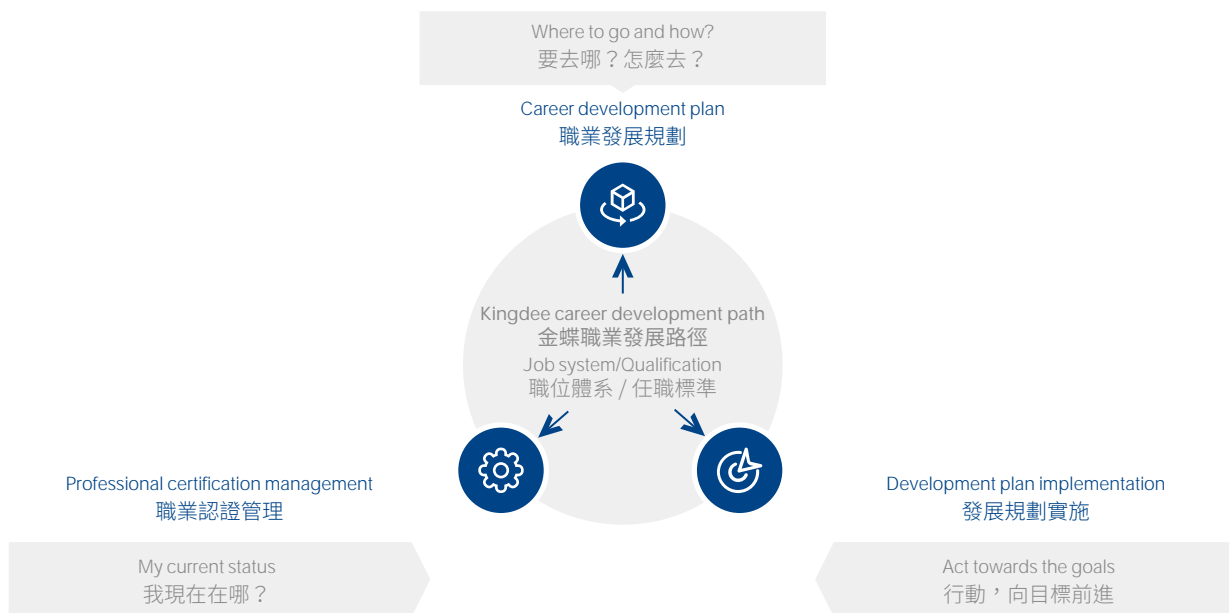 Where to go and how?
要去哪？怎麼去？
Career development plan
職業發展規劃
Kingdee career development path
金蝶職業發展路徑
Job system/Qualification
職位體系 / 任職標準
Professional certification management
職業認證管理
My current status
我現在在哪？
Development plan implementation
發展規劃實施
Act towards the goals
行動，向目標前進